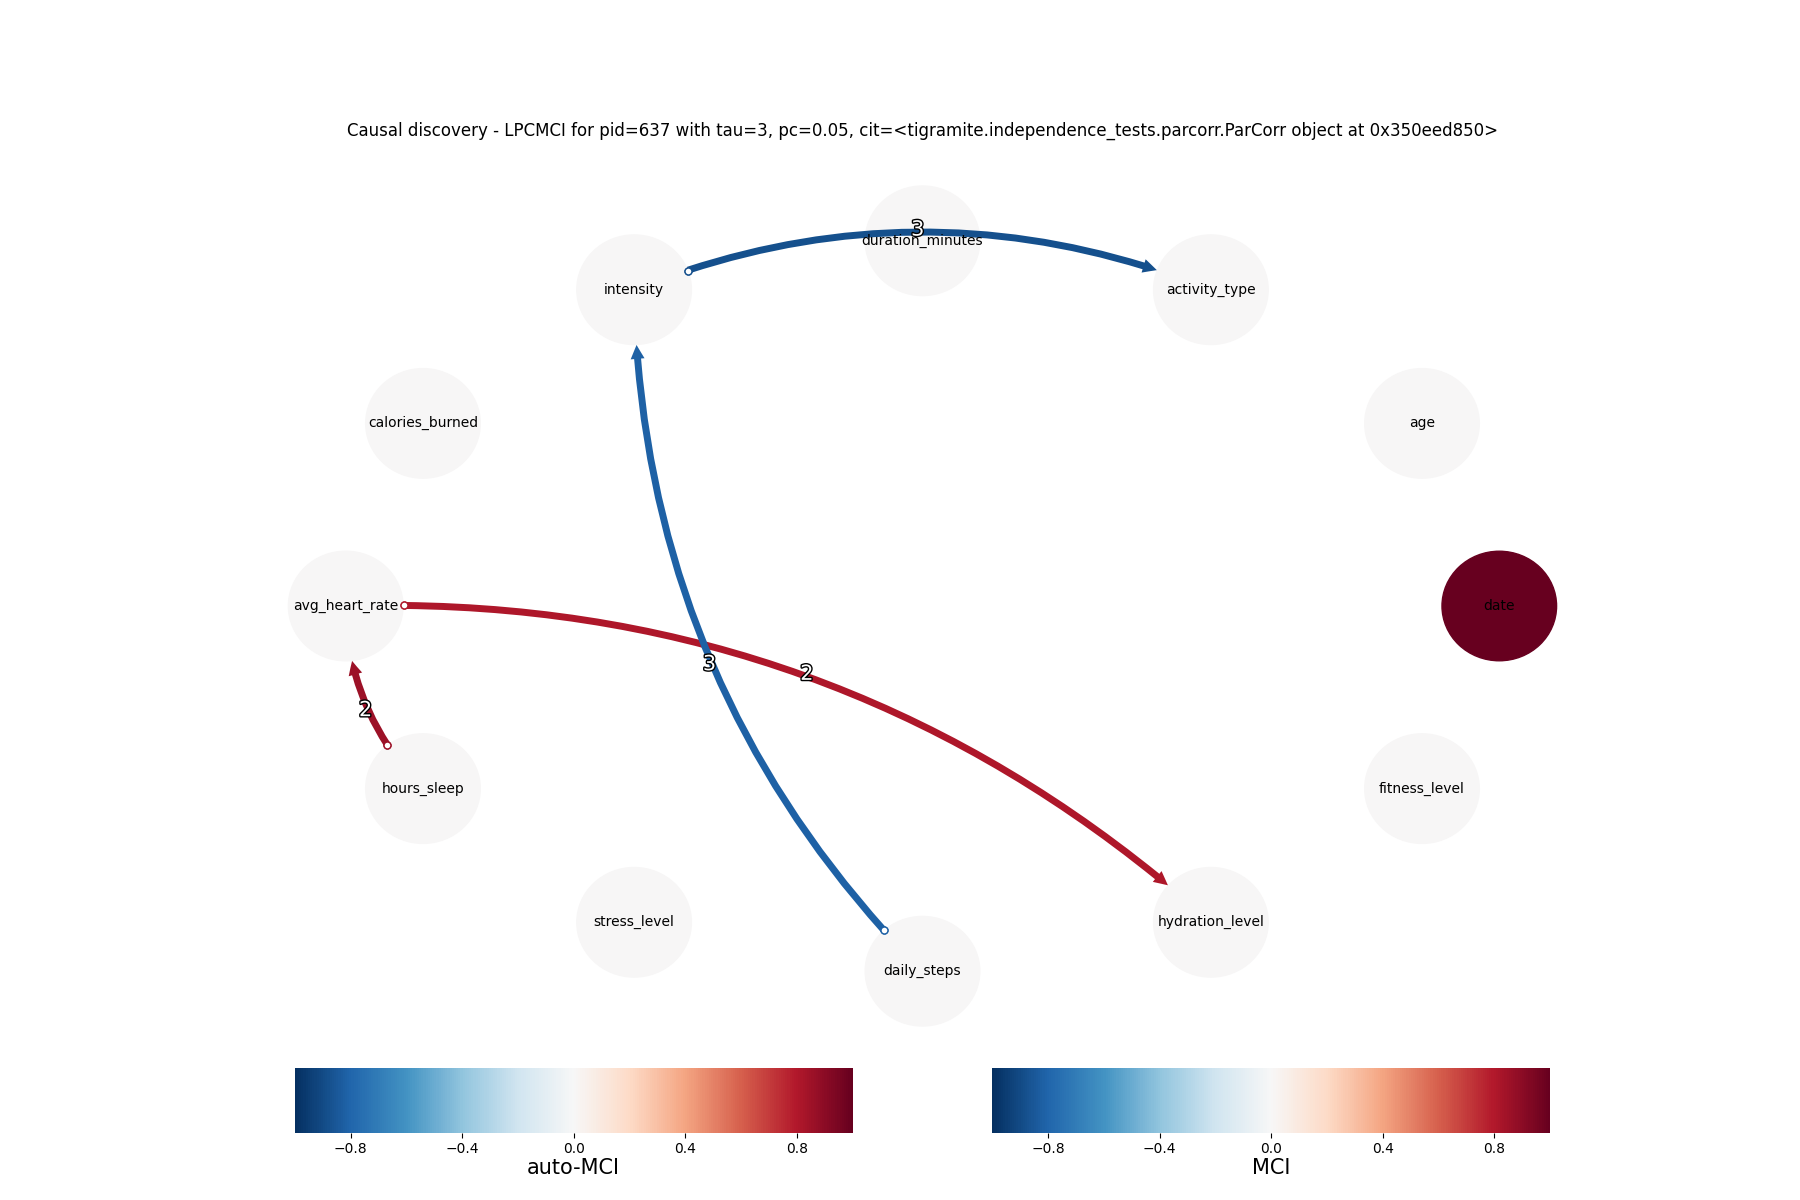 Causal discovery - LPCMCI for pid=637 with tau=3, pc=0.05, cit=<tigramite.independence_tests.parcorr.ParCorr object at 0x350eed850>
3
duration_minutes
intensity
activity_type
calories_burned
age
avg_heart_rate
date
3
2
2
hours_sleep
fitness_level
stress_level
hydration_level
daily_steps
−0.8 −0.4 0.0 0.4 0.8
auto-MCI
−0.8 −0.4 0.0 0.4 0.8
MCI